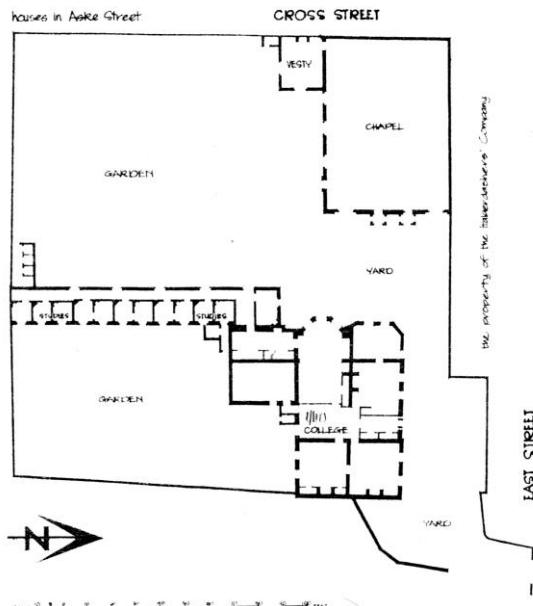 houses in Aske Street
CROSS STREET
VESTY
CHAPEL
GARDEN
the property of the Haberdashers' Company
YARD
STUDIES
STUDIES
GARDEN
COLLEGE
EAST STREET
YARD
N